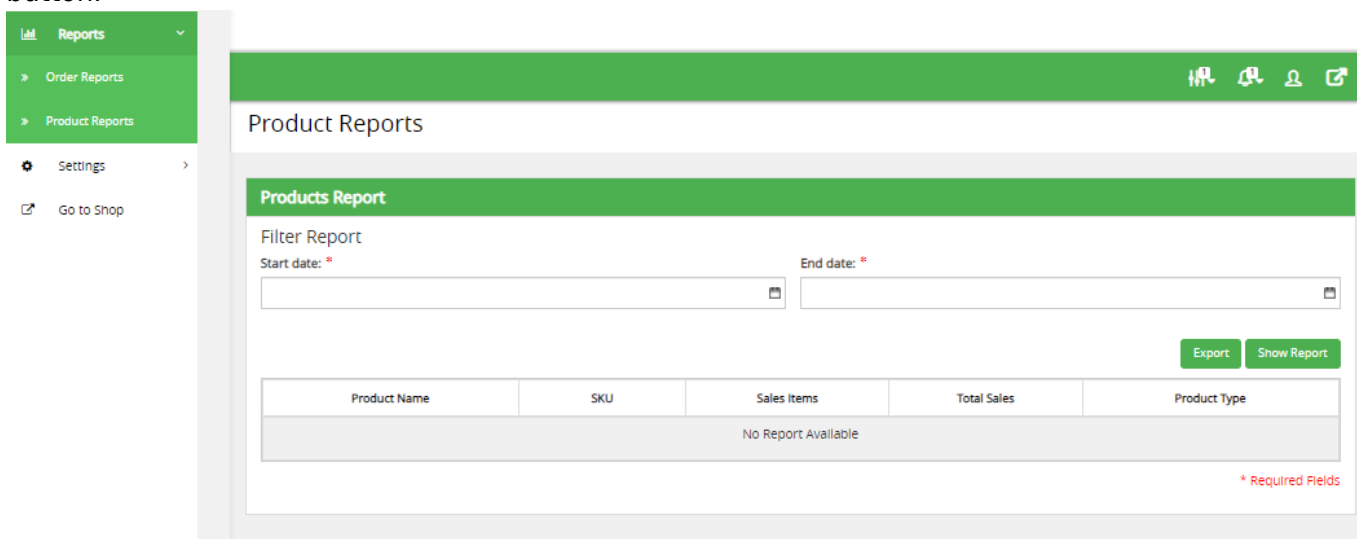 button.
Reports
Order Reports
Product Reports
Settings
Go to Shop
Product Reports
Products Report
Filter Report
Start date: * End date: *
Export Show Report
Product Name SKU Sales Items Total Sales Product Type
No Report Available
* Required Fields